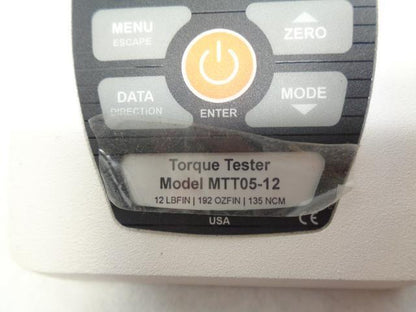 MENU
ESCAPE
ZERO
DATA
DIRECTION
ENTER
MODE
Torque Tester
Model MTT05-12
12 LBFIN | 192 OZFIN | 135 NCM
USA
CE